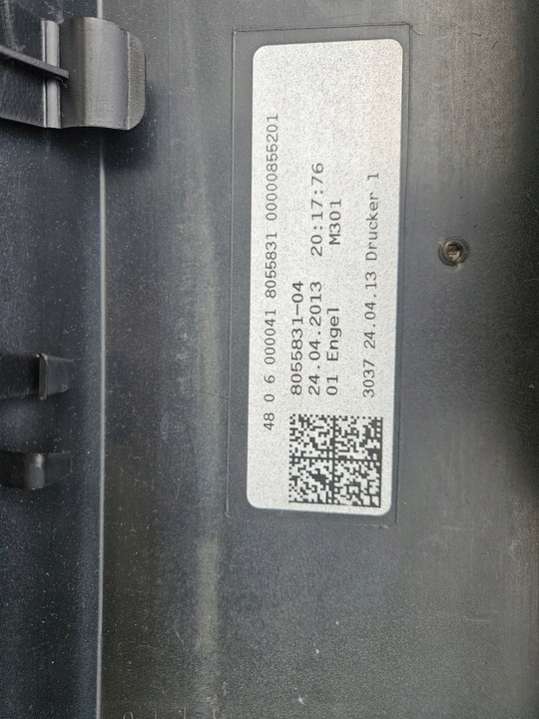 48 0 6 000041 8055831 00000855201
8055831-04
24.04.2013 20:17:76
01 Engel M301
3037 24.04.13 Drucker 1